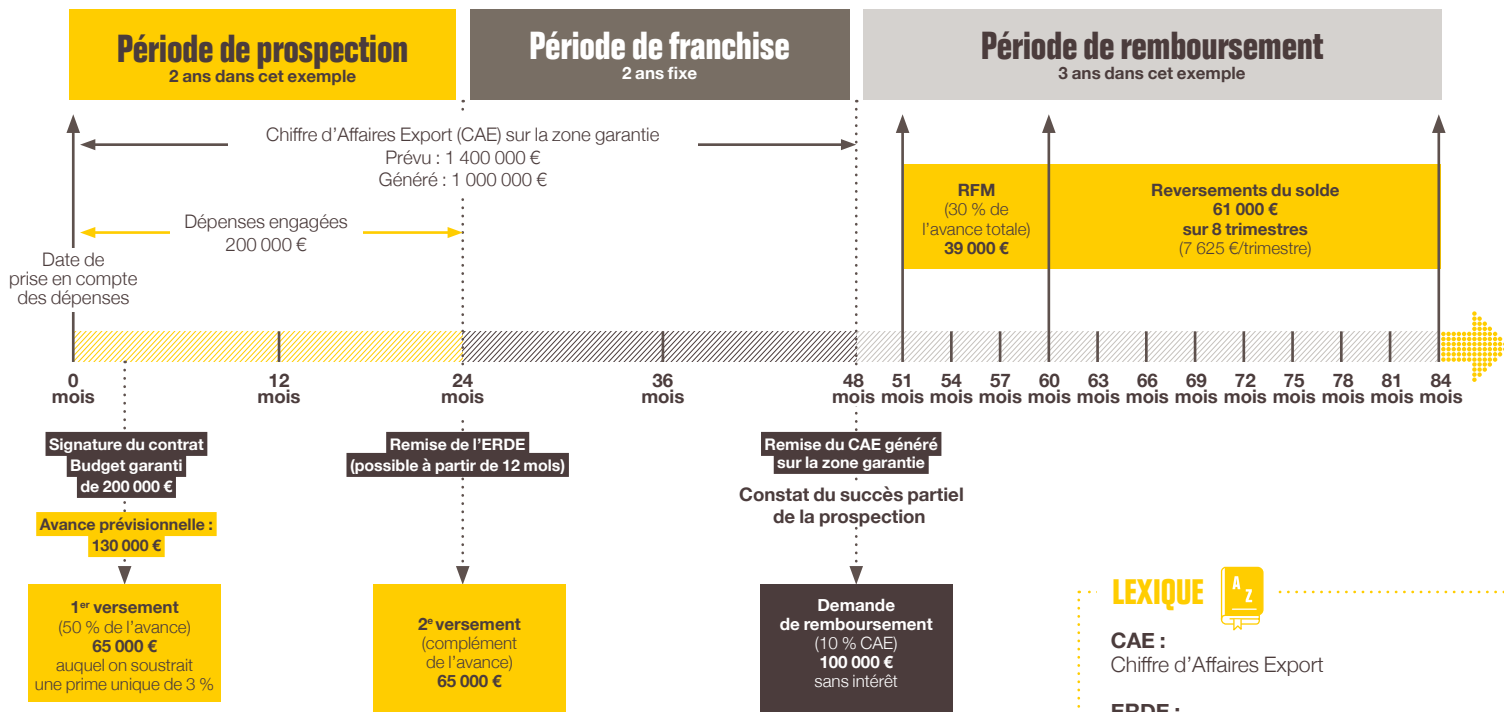 Période de prospection
2 ans dans cet exemple
Période de franchise
2 ans fixe
Période de remboursement
3 ans dans cet exemple
Chiffre d’Affaires Export (CAE) sur la zone garantie
Prévu : 1 400 000 €
Généré : 1 000 000 €
Dépenses engagées
200 000 €
Date de
prise en compte
des dépenses
RFM
(30 % de
l’avance totale)
39 000 €
Reversements du solde
61 000 €
sur 8 trimestres
(7 625 €/trimestre)
0
mois
12
mois
24
mois
36
mois
48
mois
51
mois
54
mois
57
mois
60
mois
63
mois
66
mois
69
mois
72
mois
75
mois
78
mois
81
mois
84
mois
Signature du contrat
Budget garanti
de 200 000 €
Avance prévisionnelle :
130 000 €
1er versement
(50 % de l’avance)
65 000 €
auquel on soustrait
une prime unique de 3 %
Remise de l’ERDE
(possible à partir de 12 mols)
2e versement
(complément
de l’avance)
65 000 €
Remise du CAE généré
sur la zone garantie
Constat du succès partiel
de la prospection
Demande
de remboursement
(10 % CAE)
100 000 €
sans intérêt
LEXIQUE
A
Z
CAE :
Chiffre d’Affaires Export
ERDE :